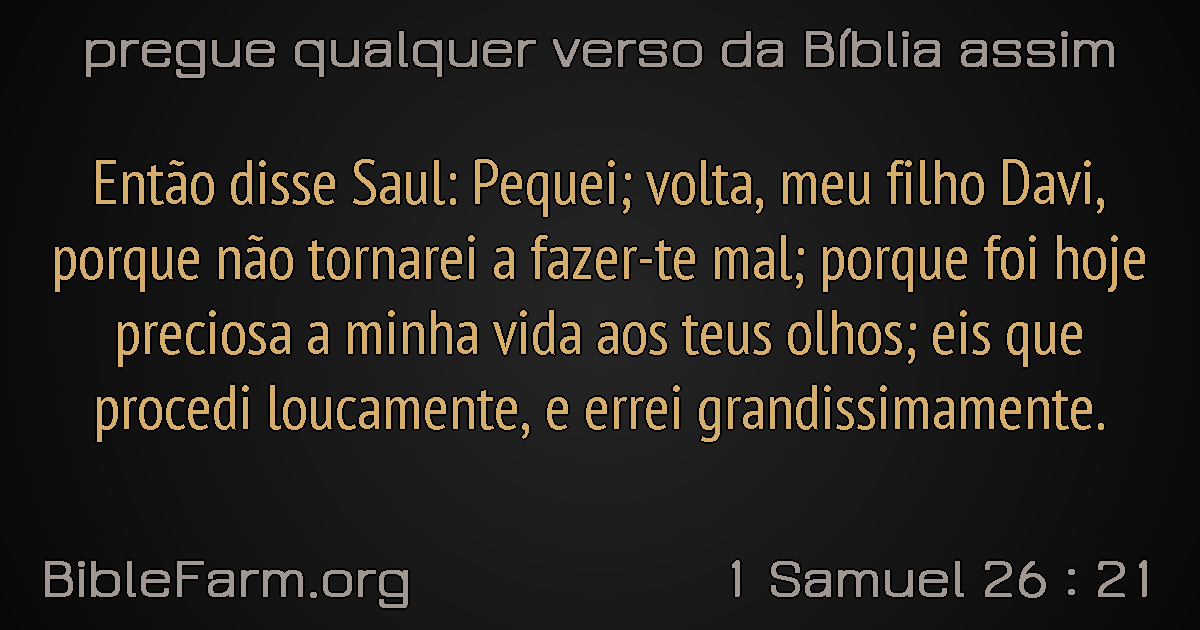 pregue qualquer verso da Bíblia assim
Então disse Saul: Pequei; volta, meu filho Davi,
porque não tornarei a fazer-te mal; porque foi hoje
preciosa a minha vida aos teus olhos; eis que
procedi loucamente, e errei grandissimamente.
BibleFarm.org
1 Samuel 26 : 21